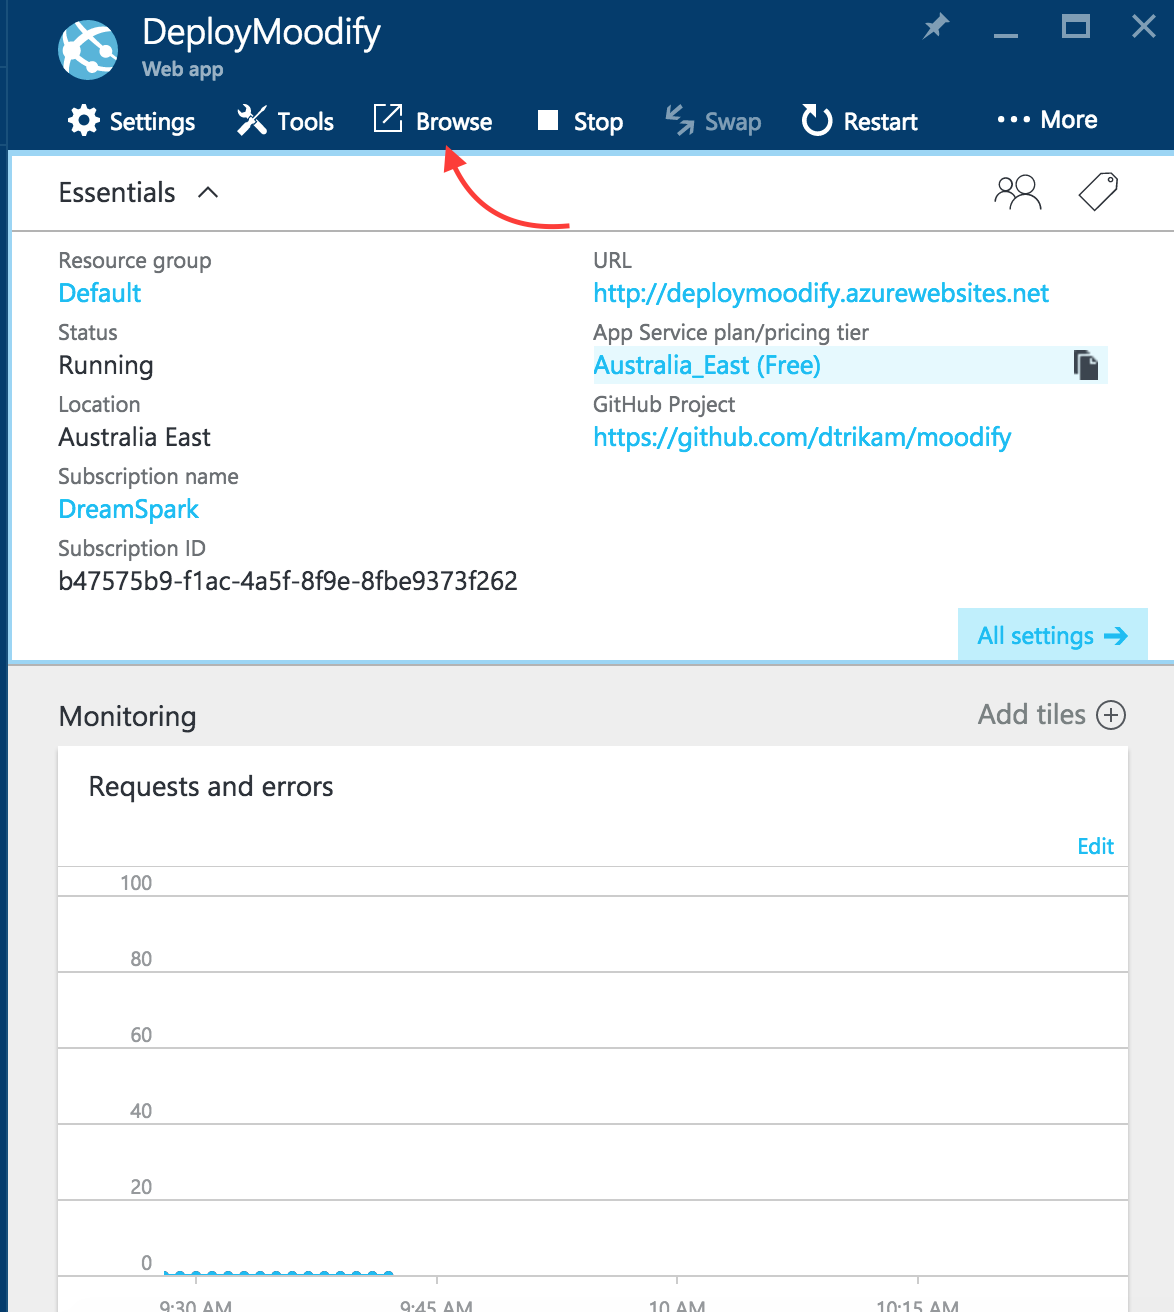 DeployMoodify
Web app
Settings Tools Browse Stop Swap Restart ... More
Essentials
Resource group
Default
Status
Running
Location
Australia East
Subscription name
DreamSpark
Subscription ID
b47575b9-f1ac-4a5f-8f9e-8fbe9373f262
URL
http://deploymoodify.azurewebsites.net
App Service plan/pricing tier
Australia_East (Free)
GitHub Project
https://github.com/dtrikam/moodify
All settings
Monitoring
Add tiles
Requests and errors
Edit
100
80
60
40
20
0
9:30 AM 9:45 AM 10 AM 10:15 AM